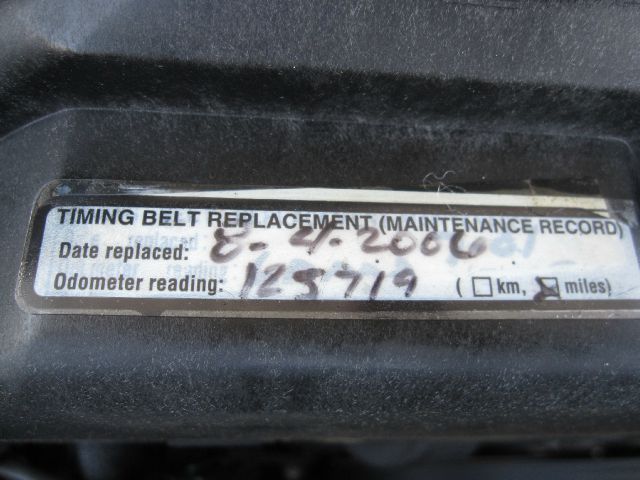 TIMING BELT REPLACEMENT (MAINTENANCE RECORD)
Date replaced: 8-4-2006
Odometer reading: 125719 ( km, miles)